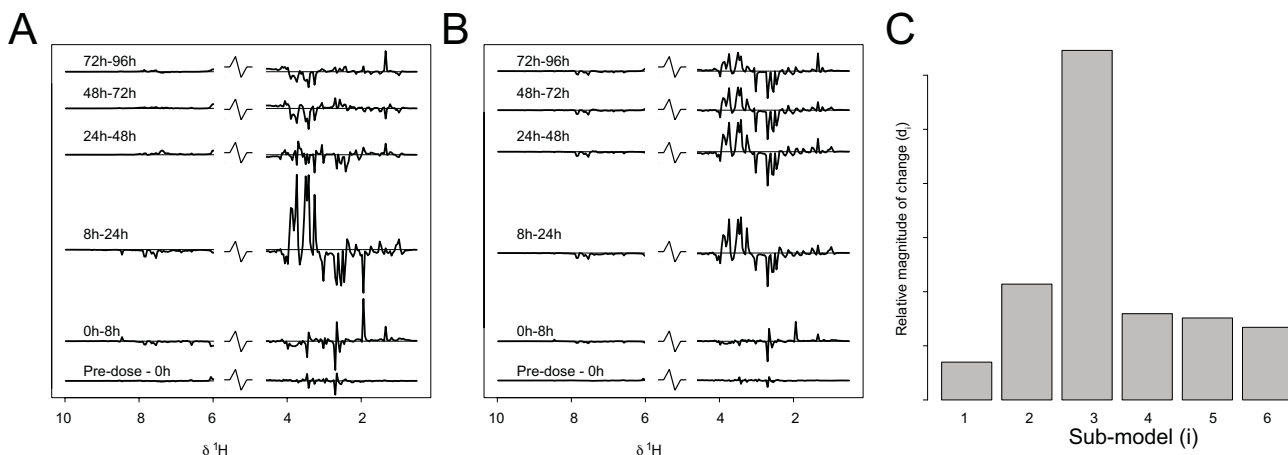 A
72h-96h
48h-72h
24h-48h
8h-24h
0h-8h
Pre-dose - 0h
10 8 6 4 2
δ ¹H
B
72h-96h
48h-72h
24h-48h
8h-24h
0h-8h
Pre-dose - 0h
10 8 6 4 2
δ ¹H
C
Relative magnitude of change (dᵢ)
1 2 3 4 5 6
Sub-model (i)